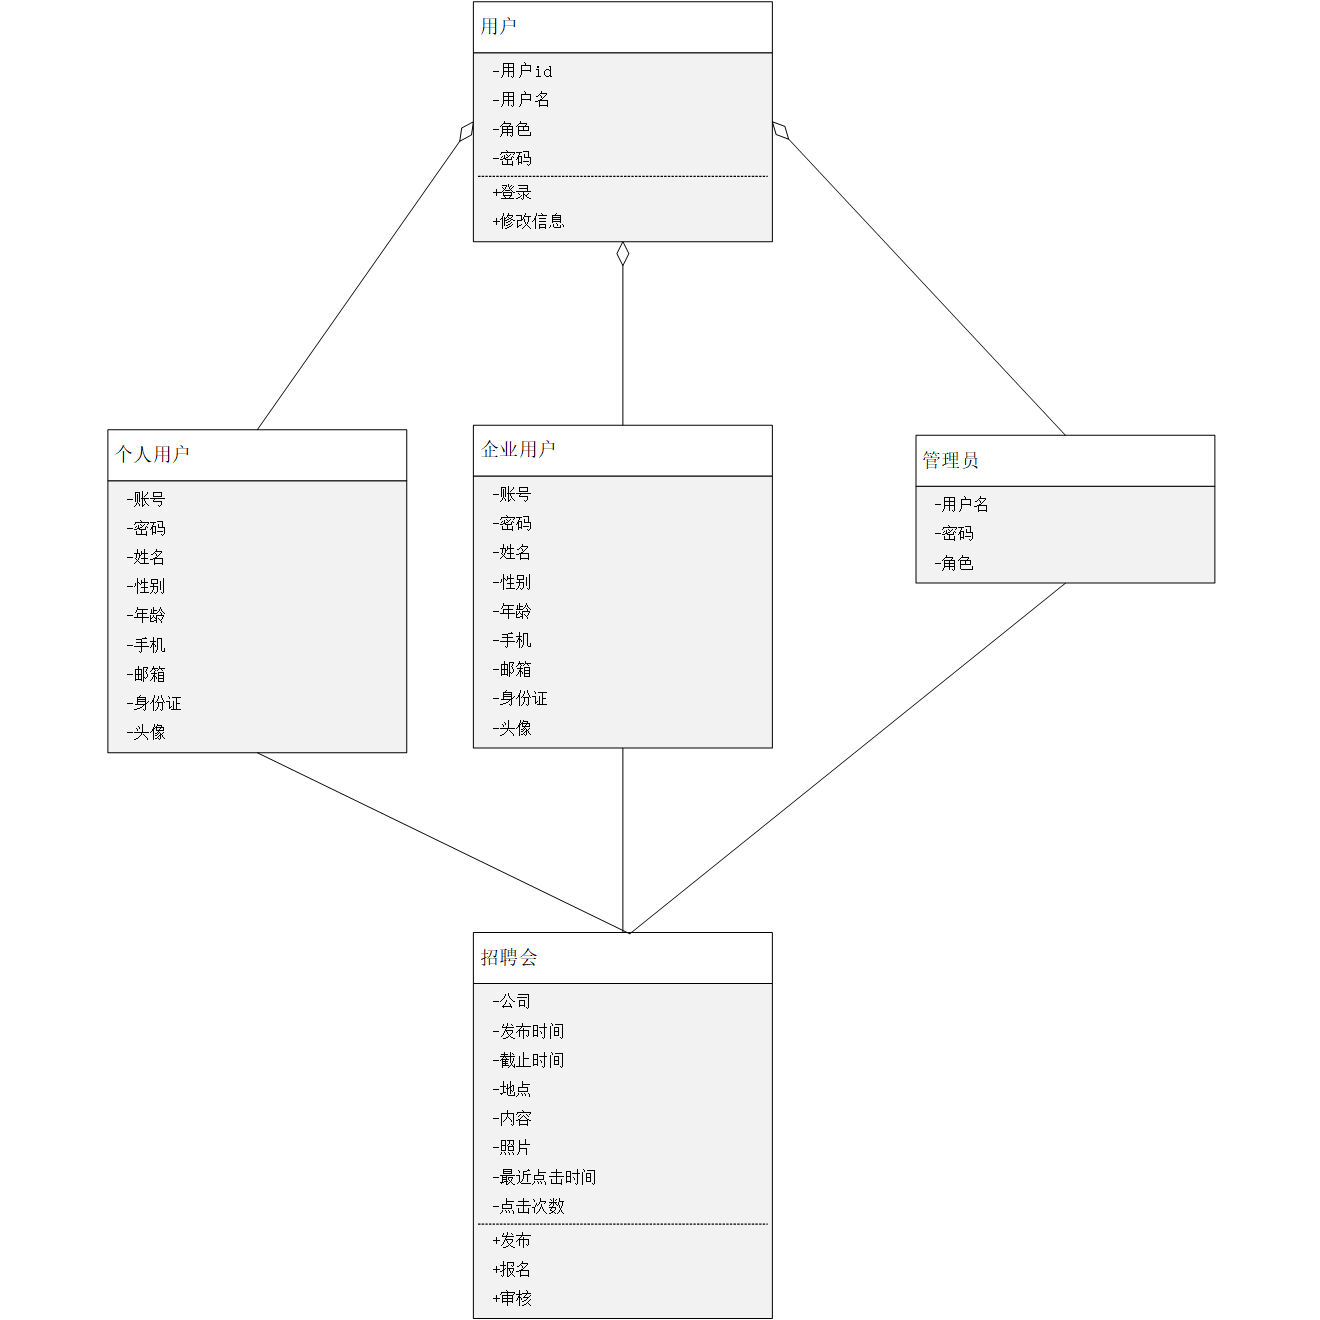 用户
-用户id
-用户名
-角色
-密码
+登录
+修改信息
个人用户
-账号
-密码
-姓名
-性别
-年龄
-手机
-邮箱
-身份证
-头像
企业用户
-账号
-密码
-姓名
-性别
-年龄
-手机
-邮箱
-身份证
-头像
管理员
-用户名
-密码
-角色
招聘会
-公司
-发布时间
-截止时间
-地点
-内容
-照片
-最近点击时间
-点击次数
+发布
+报名
+审核